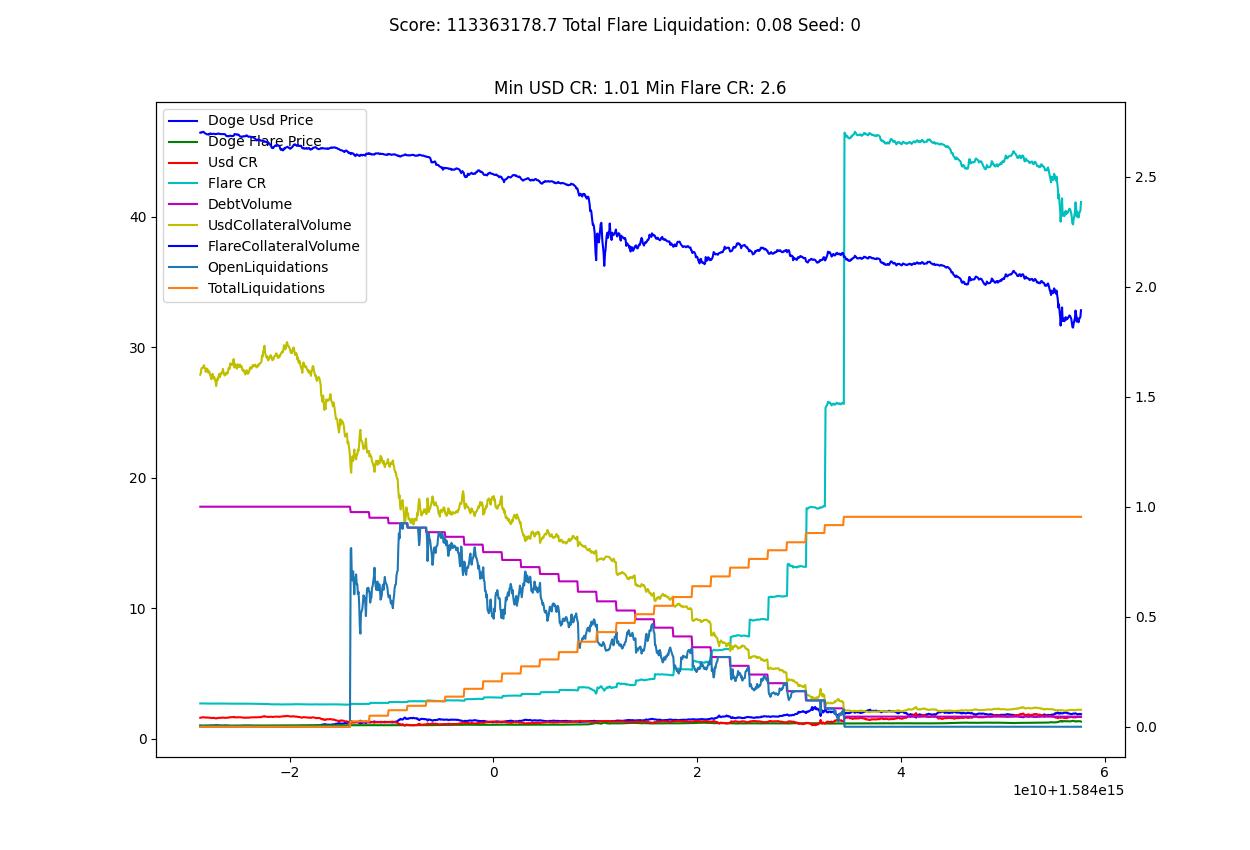 Score: 113363178.7 Total Flare Liquidation: 0.08 Seed: 0
Min USD CR: 1.01 Min Flare CR: 2.6
Doge Usd Price
Doge Flare Price
Usd CR
Flare CR
DebtVolume
UsdCollateralVolume
FlareCollateralVolume
OpenLiquidations
TotalLiquidations
40
30
20
10
0
2.5
2.0
1.5
1.0
0.5
0.0
−2 0 2 4 6
1e10+1.584e15